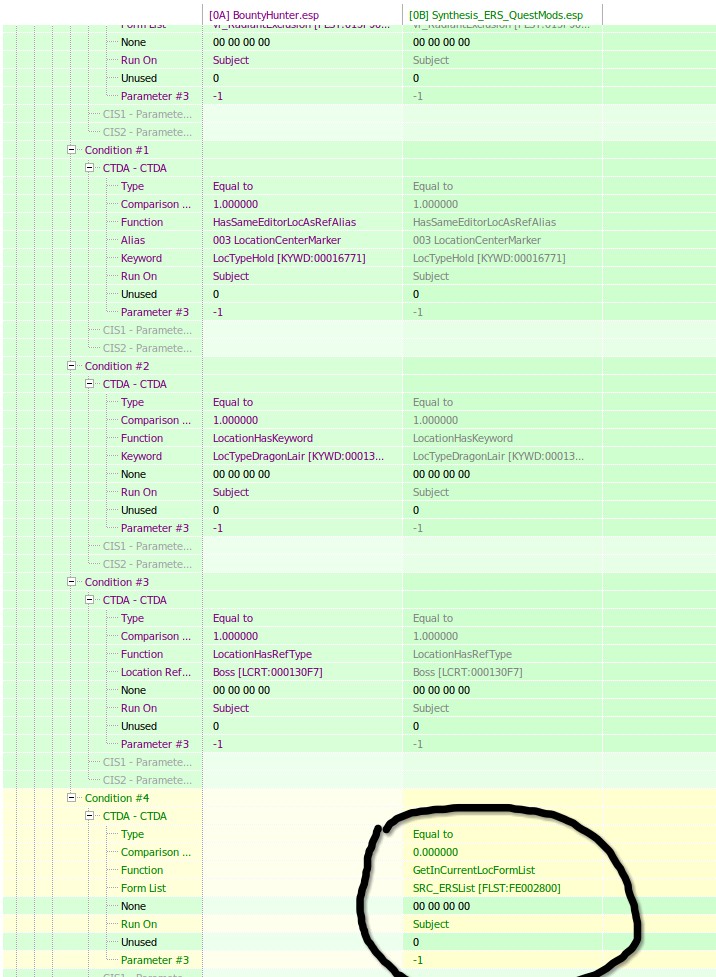 [0A] BountyHunter.esp [0B] Synthesis_ERS_QuestMods.esp
Form List
None 00 00 00 00 00 00 00 00
Run On Subject Subject
Unused 0 0
Parameter #3 -1 -1
CIS1 - Paramete...
CIS2 - Paramete...
Condition #1
CTDA - CTDA
Type Equal to Equal to
Comparison ... 1.000000 1.000000
Function HasSameEditorLocAsRefAlias HasSameEditorLocAsRefAlias
Alias 003 LocationCenterMarker 003 LocationCenterMarker
Keyword LocTypeHold [KYWD:00016771] LocTypeHold [KYWD:00016771]
Run On Subject Subject
Unused 0 0
Parameter #3 -1 -1
CIS1 - Paramete...
CIS2 - Paramete...
Condition #2
CTDA - CTDA
Type Equal to Equal to
Comparison ... 1.000000 1.000000
Function LocationHasKeyword LocationHasKeyword
Keyword LocTypeDragonLair [KYWD:00013... LocTypeDragonLair [KYWD:00013...
None 00 00 00 00 00 00 00 00
Run On Subject Subject
Unused 0 0
Parameter #3 -1 -1
CIS1 - Paramete...
CIS2 - Paramete...
Condition #3
CTDA - CTDA
Type Equal to Equal to
Comparison ... 1.000000 1.000000
Function LocationHasRefType LocationHasRefType
Location Ref... Boss [LCRT:000130F7] Boss [LCRT:000130F7]
None 00 00 00 00 00 00 00 00
Run On Subject Subject
Unused 0 0
Parameter #3 -1 -1
CIS1 - Paramete...
CIS2 - Paramete...
Condition #4
CTDA - CTDA
Type Equal to
Comparison ... 0.000000
Function GetInCurrentLocFormList
Form List SRC_ERSList [FLST:FE002800]
None 00 00 00 00
Run On Subject
Unused 0
Parameter #3 -1
CIS1 - Paramete...